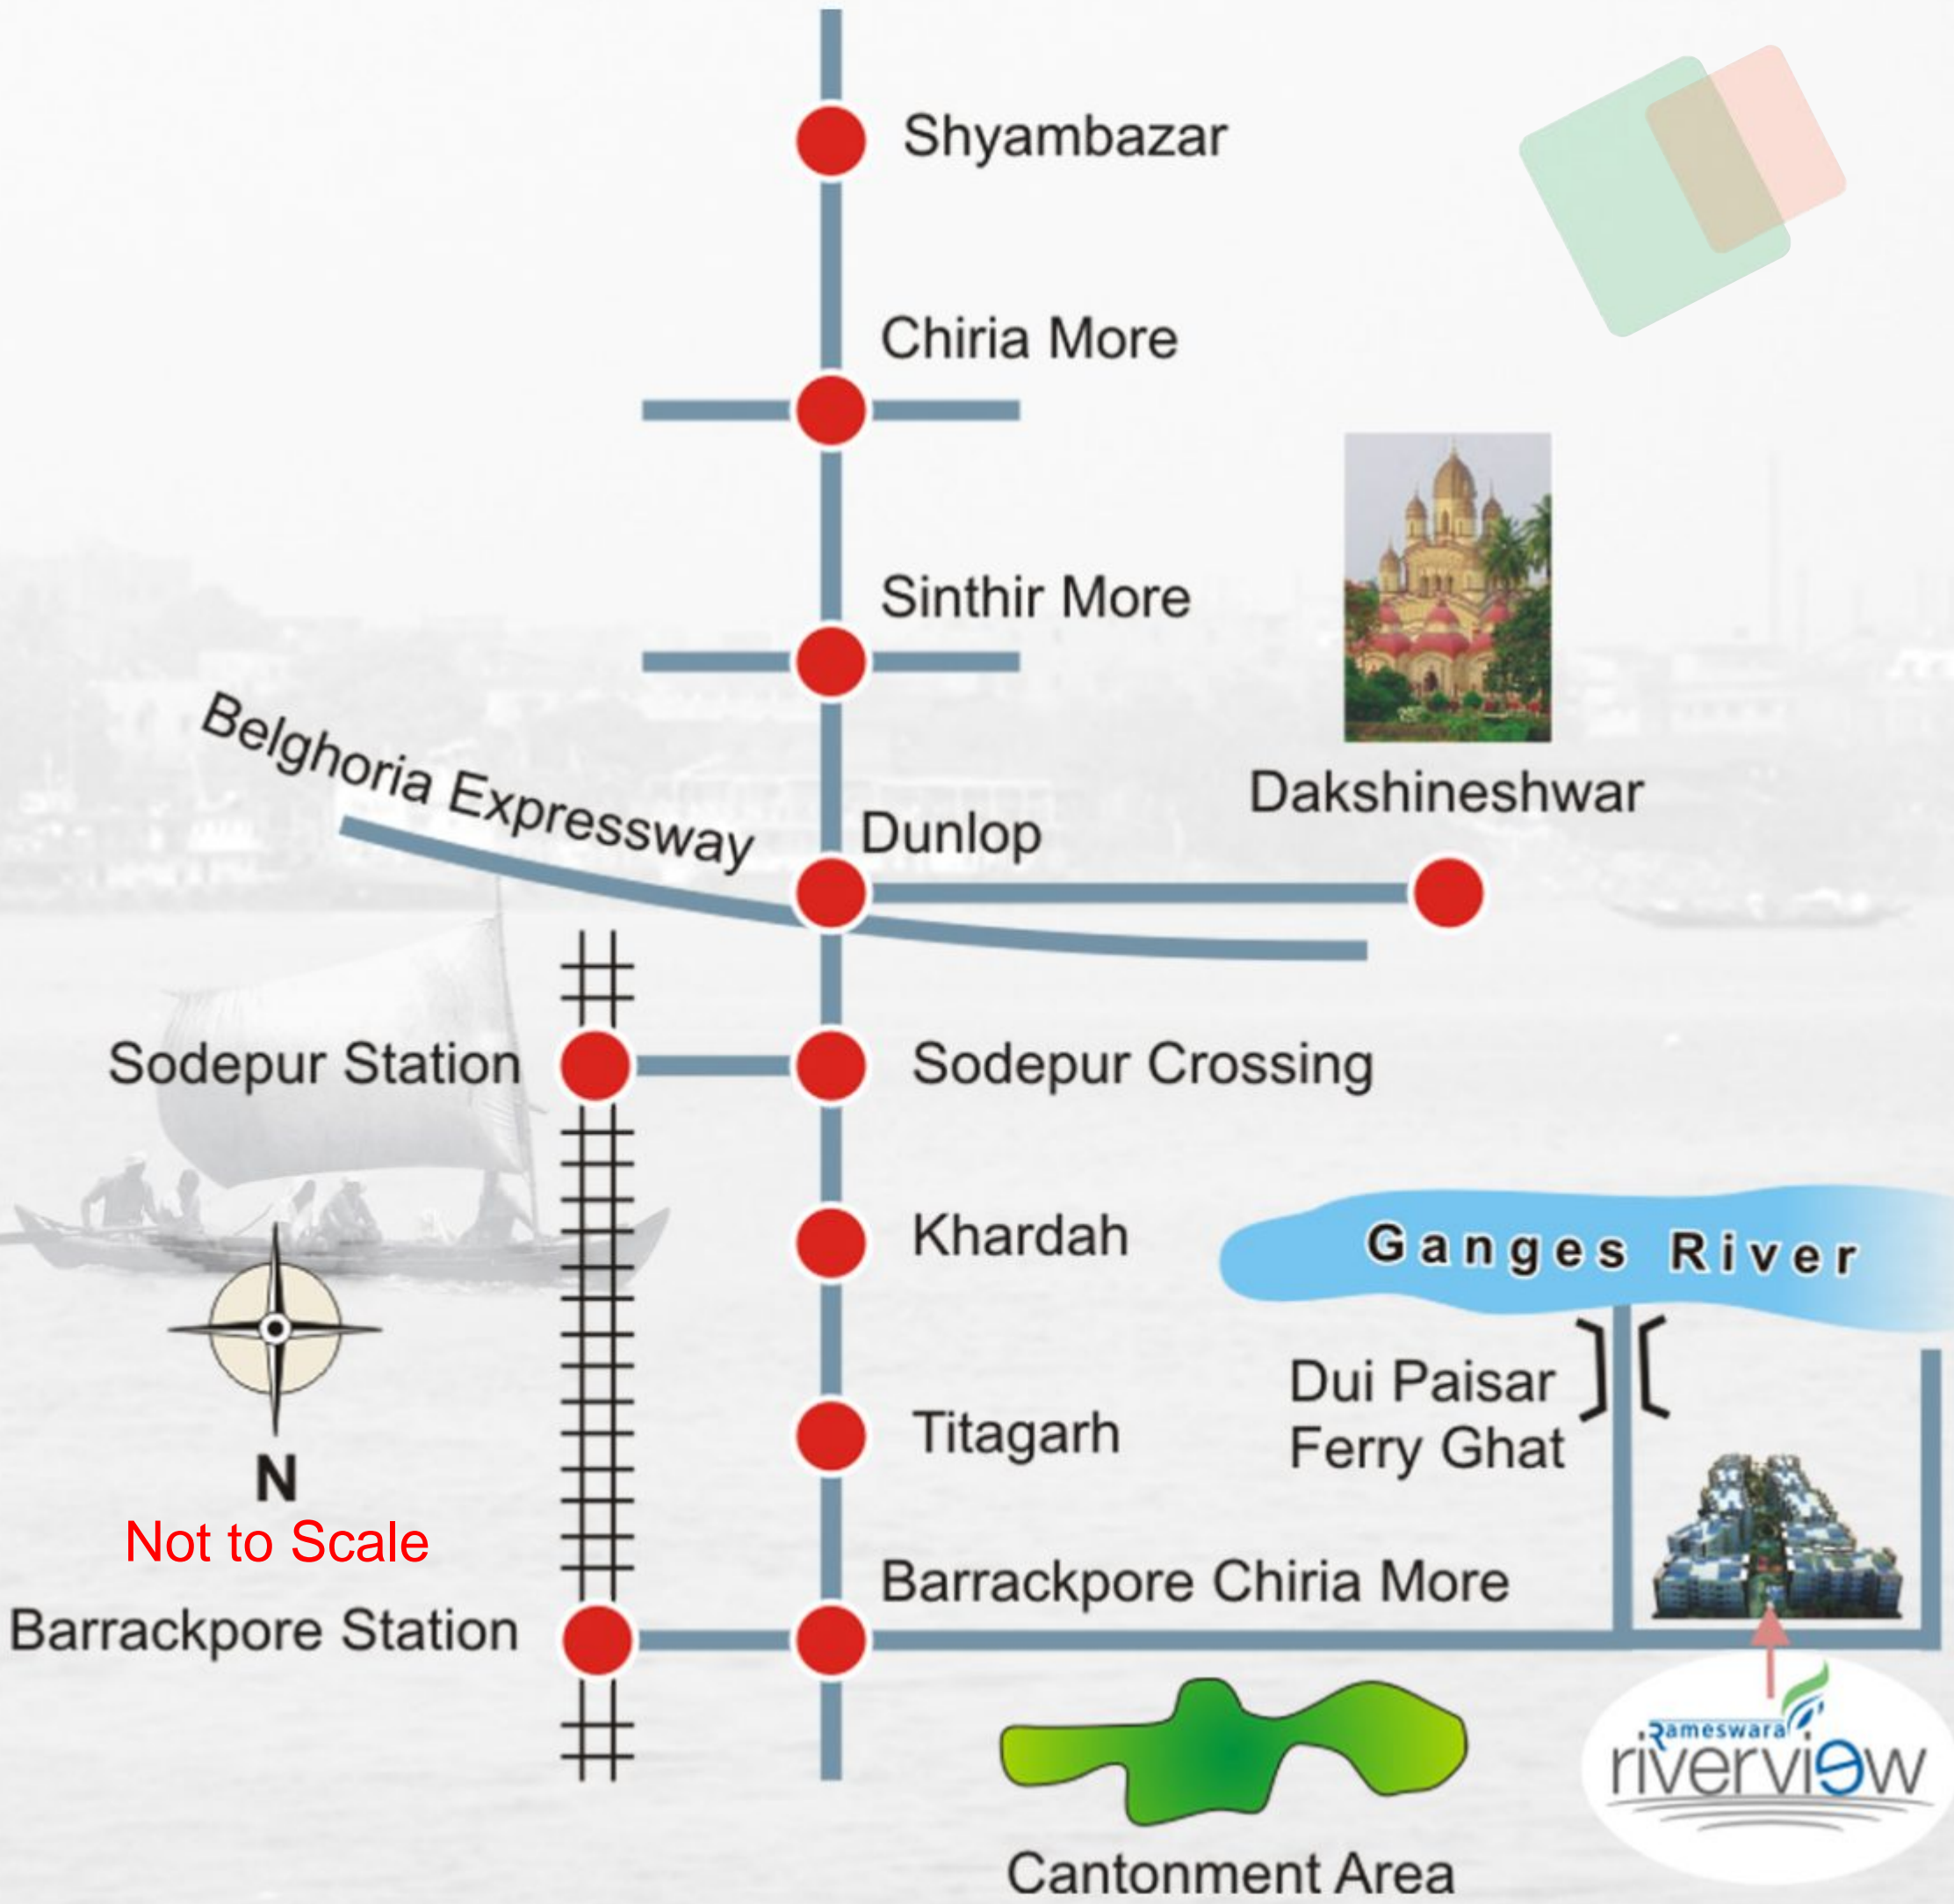 Shyambazar
Chiria More
Sinthir More
Belghoria Expressway
Dunlop
Dakshineshwar
Sodepur Station
Sodepur Crossing
Khardah
Ganges River
Dui Paisar
Ferry Ghat
Titagarh
N
Not to Scale
Barrackpore Chiria More
Barrackpore Station
Rameswara
riverview
Cantonment Area